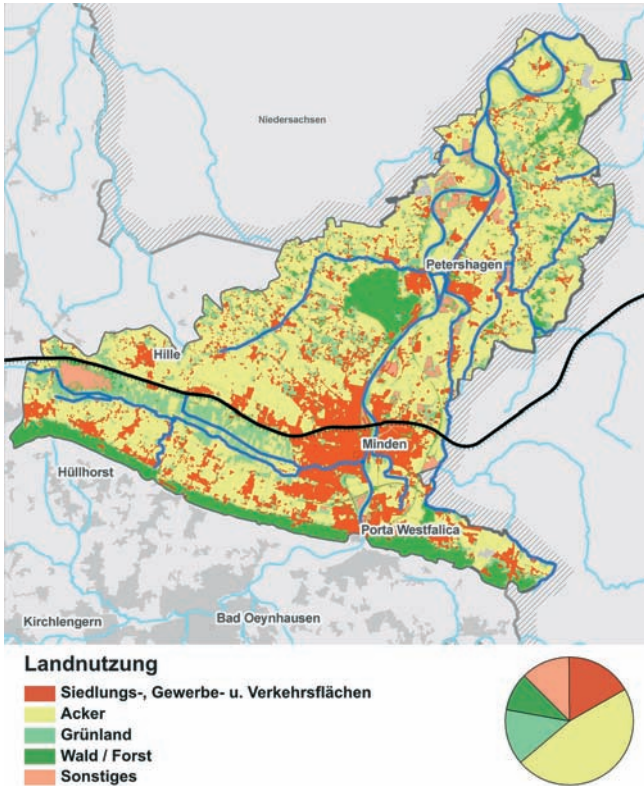 Niedersachsen
Petershagen
Hille
Minden
Hüllhorst
Porta Westfalica
Kirchlengern
Bad Oeynhausen
Landnutzung
Siedlungs-, Gewerbe- u. Verkehrsflächen
Acker
Grünland
Wald / Forst
Sonstiges